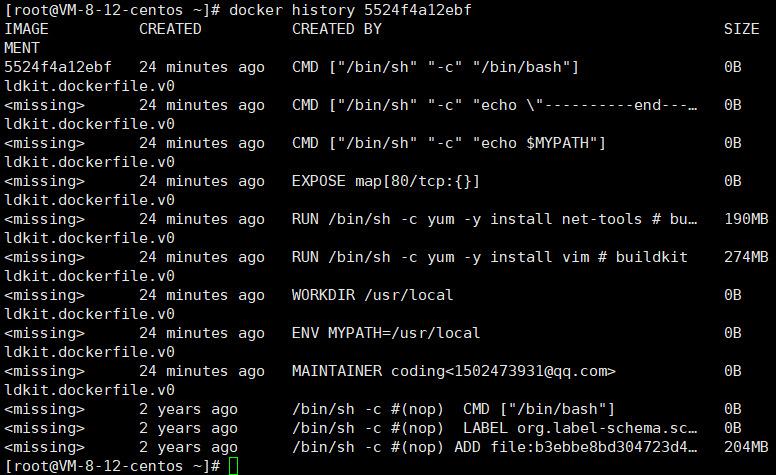 [root@VM-8-12-centos ~]# docker history 5524f4a12ebf
IMAGE CREATED CREATED BY SIZE
MENT
5524f4a12ebf 24 minutes ago CMD ["/bin/sh" "-c" "/bin/bash"] 0B
ldkit.dockerfile.v0
<missing> 24 minutes ago CMD ["/bin/sh" "-c" "echo \"----------end---… 0B
ldkit.dockerfile.v0
<missing> 24 minutes ago CMD ["/bin/sh" "-c" "echo $MYPATH"] 0B
ldkit.dockerfile.v0
<missing> 24 minutes ago EXPOSE map[80/tcp:{}] 0B
ldkit.dockerfile.v0
<missing> 24 minutes ago RUN /bin/sh -c yum -y install net-tools # bu… 190MB
ldkit.dockerfile.v0
<missing> 24 minutes ago RUN /bin/sh -c yum -y install vim # buildkit 274MB
ldkit.dockerfile.v0
<missing> 24 minutes ago WORKDIR /usr/local 0B
ldkit.dockerfile.v0
<missing> 24 minutes ago ENV MYPATH=/usr/local 0B
ldkit.dockerfile.v0
<missing> 24 minutes ago MAINTAINER coding<1502473931@qq.com> 0B
ldkit.dockerfile.v0
<missing> 2 years ago /bin/sh -c #(nop) CMD ["/bin/bash"] 0B
<missing> 2 years ago /bin/sh -c #(nop) LABEL org.label-schema.sc… 0B
<missing> 2 years ago /bin/sh -c #(nop) ADD file:b3ebbe8bd304723d4… 204MB
[root@VM-8-12-centos ~]#